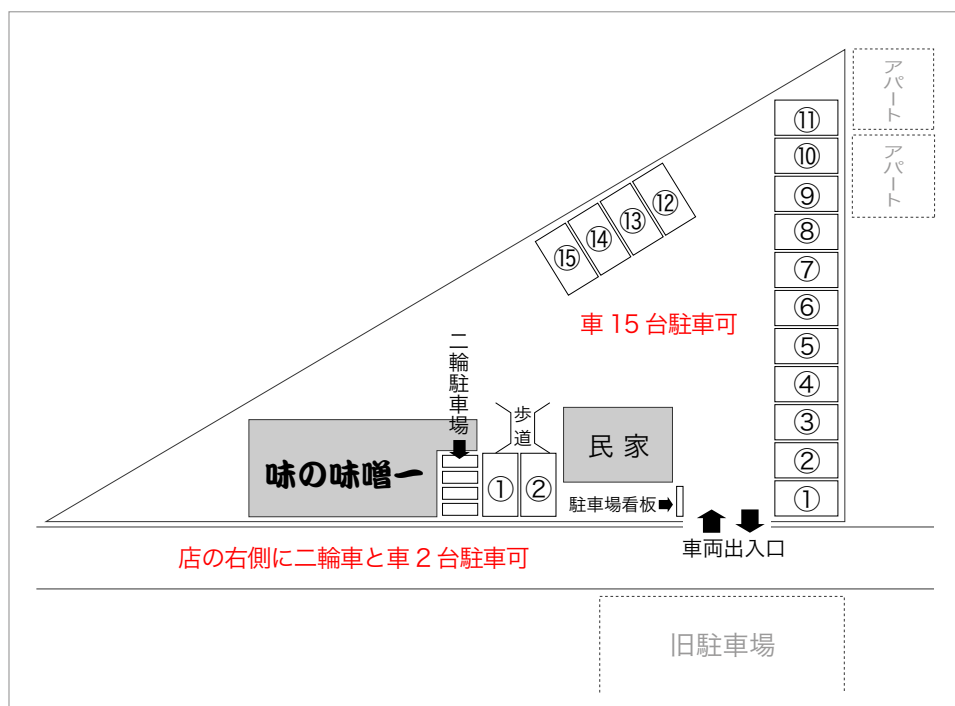 アパート
アパート
⑪
⑩
⑨
⑧
⑦
⑥
⑤
④
③
②
①
⑫
⑬
⑭
⑮
車15台駐車可
二輪駐車場
歩道
民家
味の味噌一
①
②
駐車場看板
車両出入口
店の右側に二輪車と車2台駐車可
旧駐車場